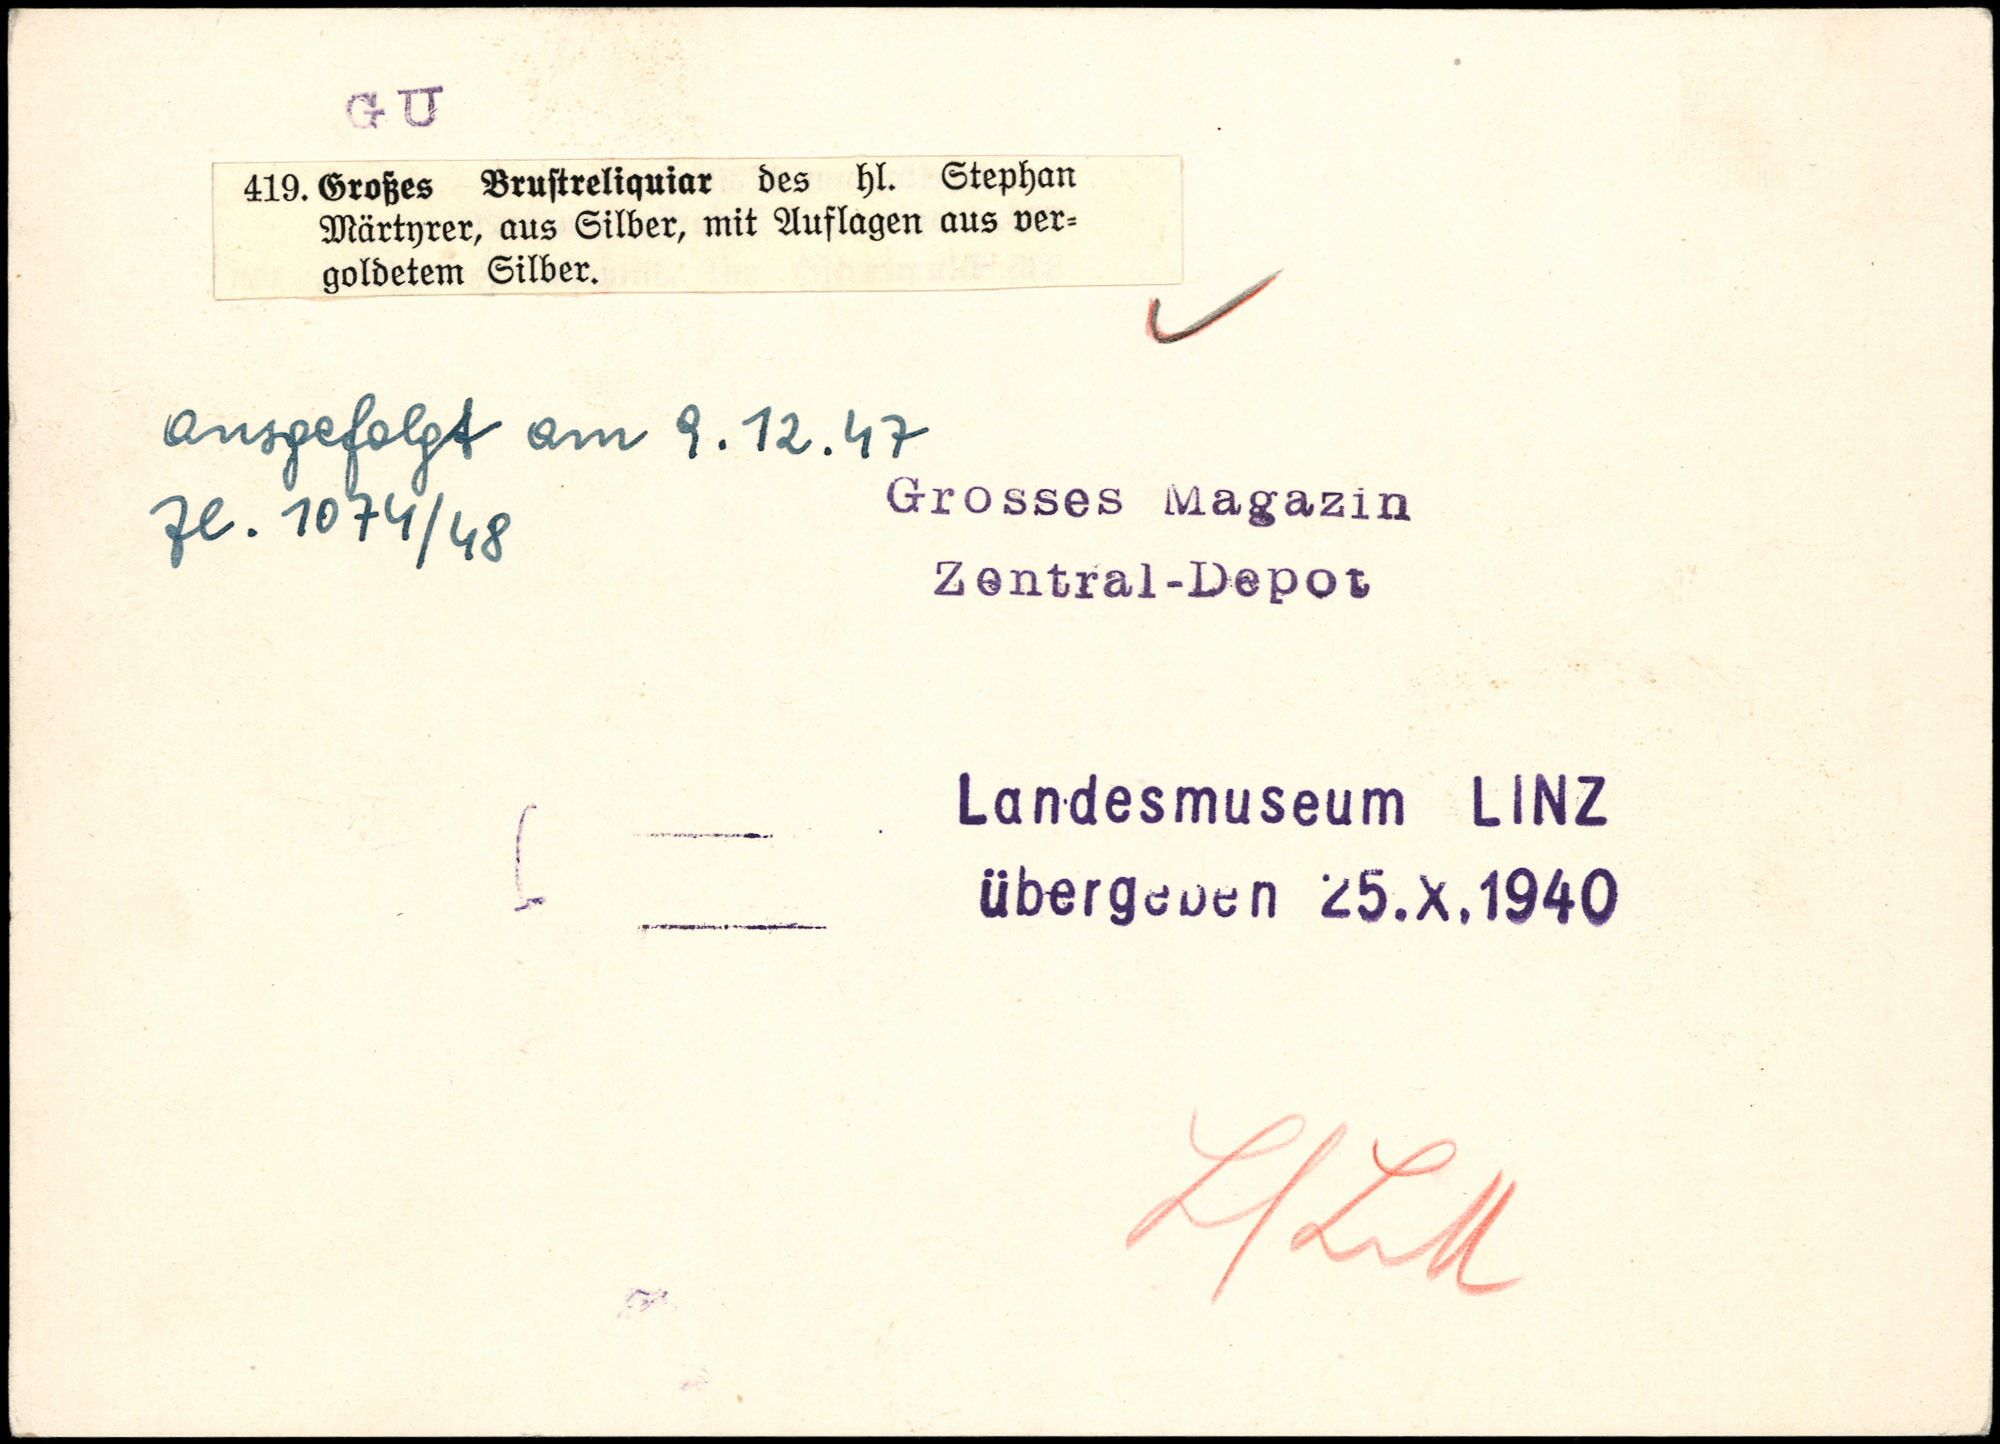 GU
419. Großes Brustreliquiar des hl. Stephan
Märtyrer, aus Silber, mit Auflagen aus ver-
goldetem Silber.
ausgefolgt am 9.12.47
Zl. 1074/48
Grosses Magazin
Zentral-Depot
Landesmuseum LINZ
übergeben 25.X.1940